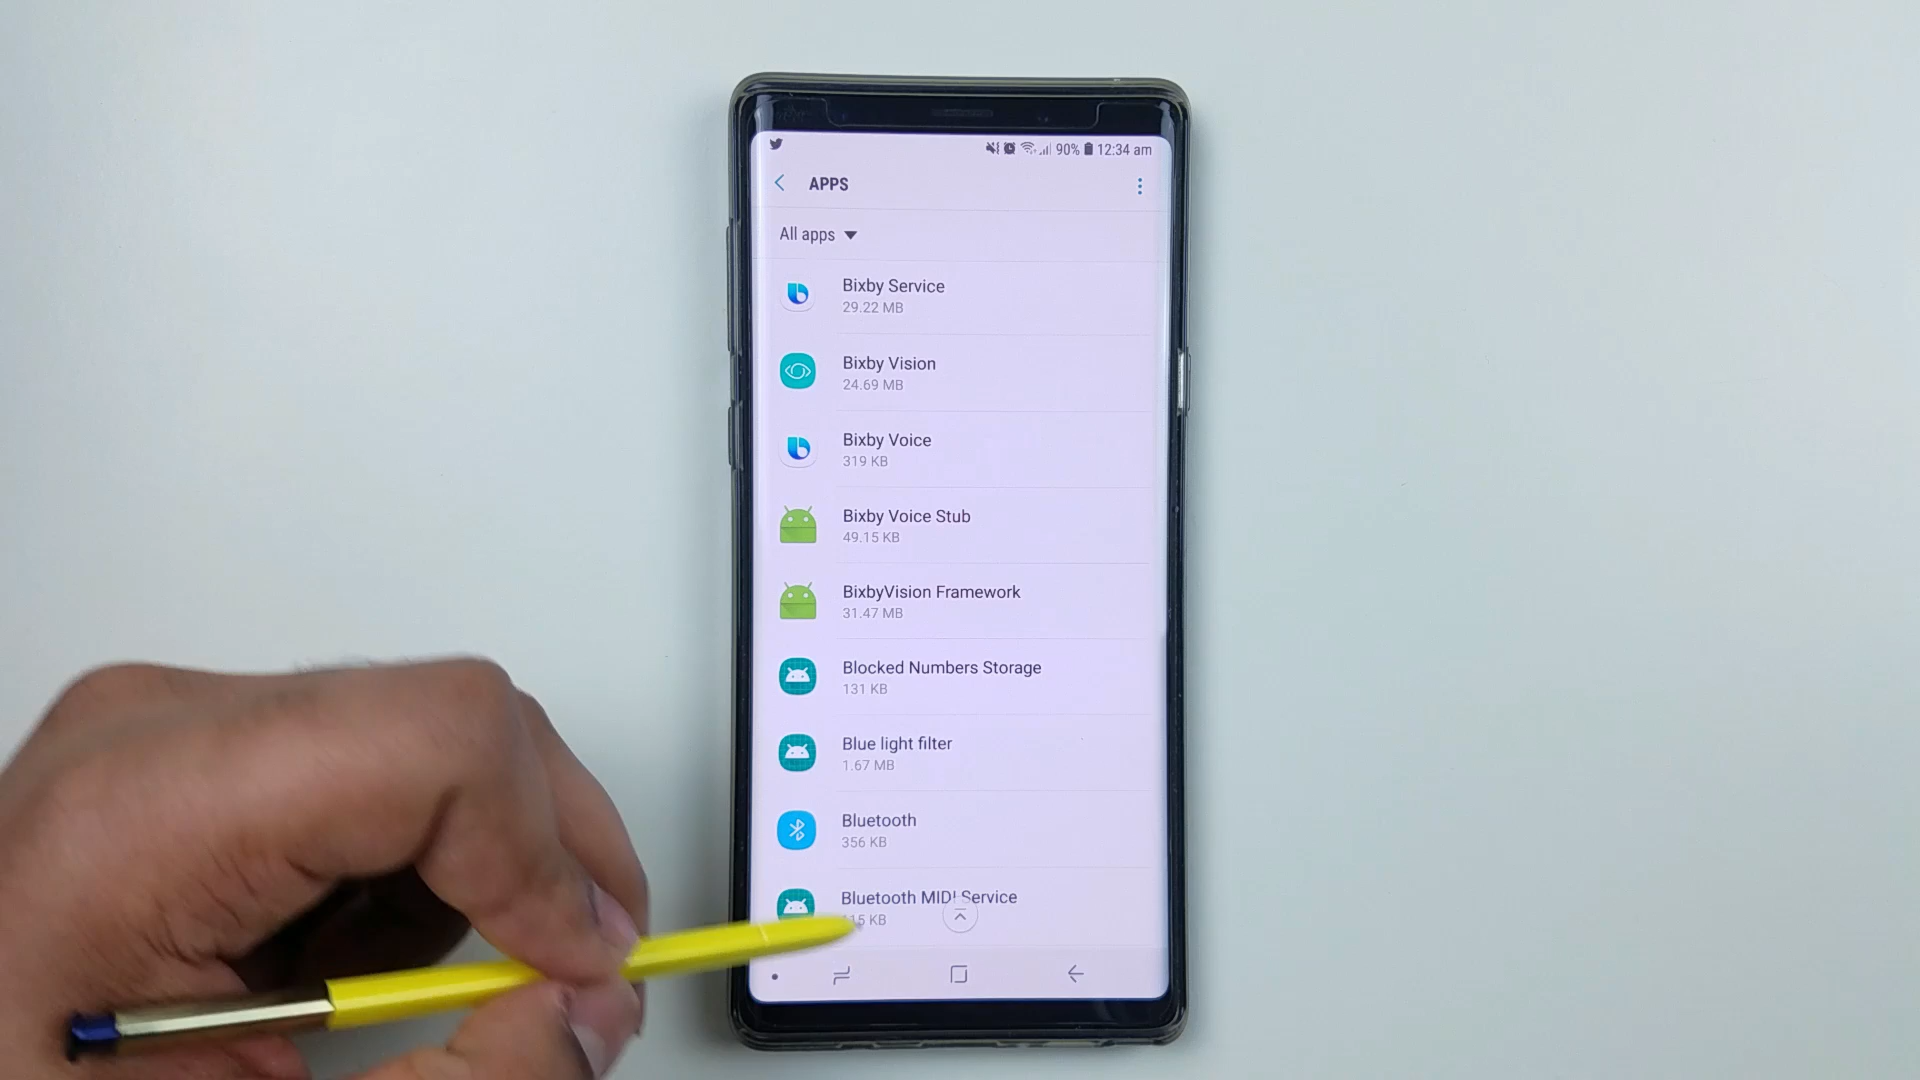 90% 12:34 am
APPS
All apps
Bixby Service
29.22 MB
Bixby Vision
24.69 MB
Bixby Voice
319 KB
Bixby Voice Stub
49.15 KB
BixbyVision Framework
31.47 MB
Blocked Numbers Storage
131 KB
Blue light filter
1.67 MB
Bluetooth
356 KB
Bluetooth MIDI Service
KB